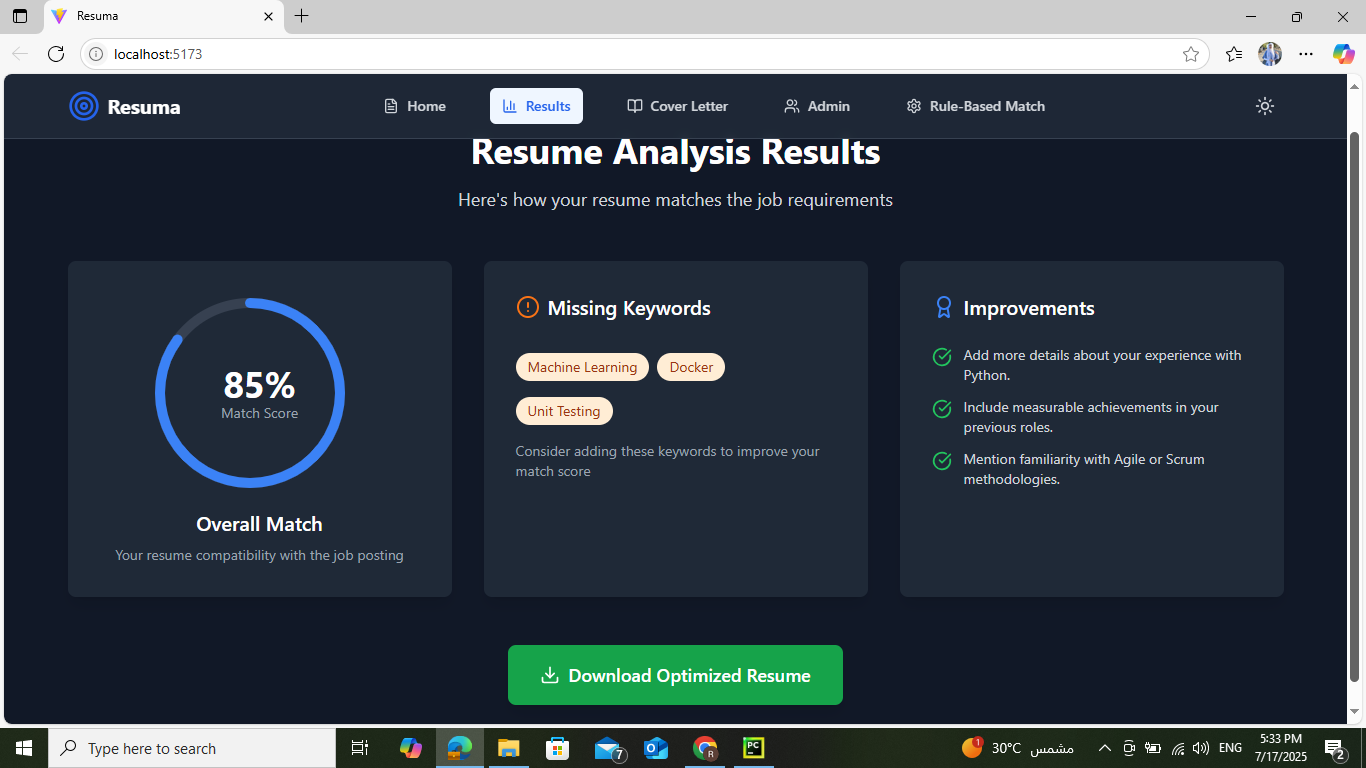 Resuma
localhost:5173
Resuma
Home
Results
Cover Letter
Admin
Rule-Based Match
Resume Analysis Results
Here's how your resume matches the job requirements
85%
Match Score
Overall Match
Your resume compatibility with the job posting
Missing Keywords
Machine Learning
Docker
Unit Testing
Consider adding these keywords to improve your
match score
Improvements
Add more details about your experience with
Python.
Include measurable achievements in your
previous roles.
Mention familiarity with Agile or Scrum
methodologies.
Download Optimized Resume
Type here to search
7
R
PC
1
30°C مشمس
ENG
5:33 PM
7/17/2025
2